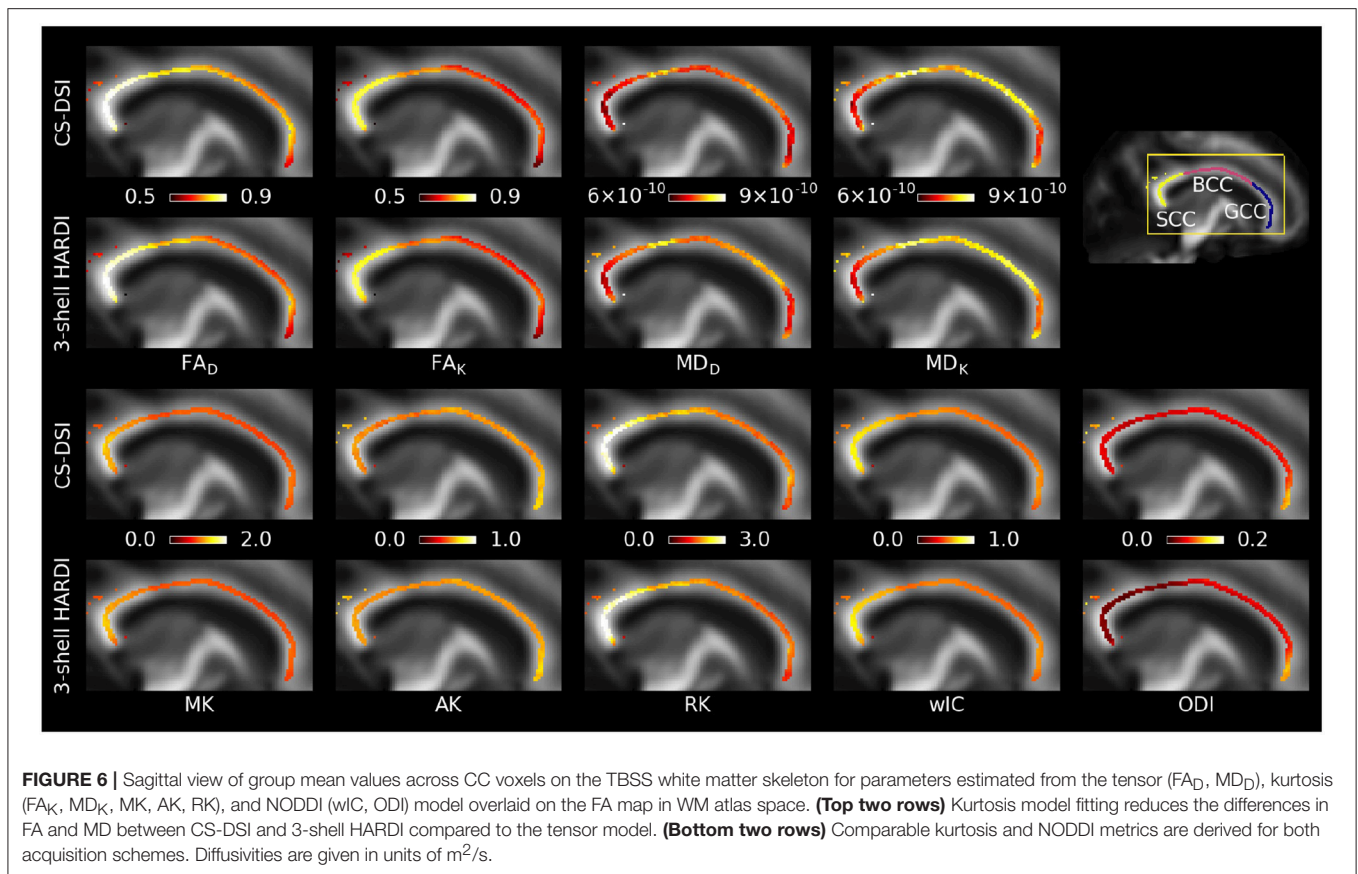 CS-DSI
0.5 0.9 0.5 0.9 6×10⁻¹⁰ 9×10⁻¹⁰ 6×10⁻¹⁰ 9×10⁻¹⁰
BCC
SCC GCC
3-shell HARDI
FA_D FA_K MD_D MD_K
CS-DSI
0.0 2.0 0.0 1.0 0.0 3.0 0.0 1.0 0.0 0.2
3-shell HARDI
MK AK RK wIC ODI
FIGURE 6 | Sagittal view of group mean values across CC voxels on the TBSS white matter skeleton for parameters estimated from the tensor (FA_D, MD_D), kurtosis
(FA_K, MD_K, MK, AK, RK), and NODDI (wIC, ODI) model overlaid on the FA map in WM atlas space. (Top two rows) Kurtosis model fitting reduces the differences in
FA and MD between CS-DSI and 3-shell HARDI compared to the tensor model. (Bottom two rows) Comparable kurtosis and NODDI metrics are derived for both
acquisition schemes. Diffusivities are given in units of m²/s.